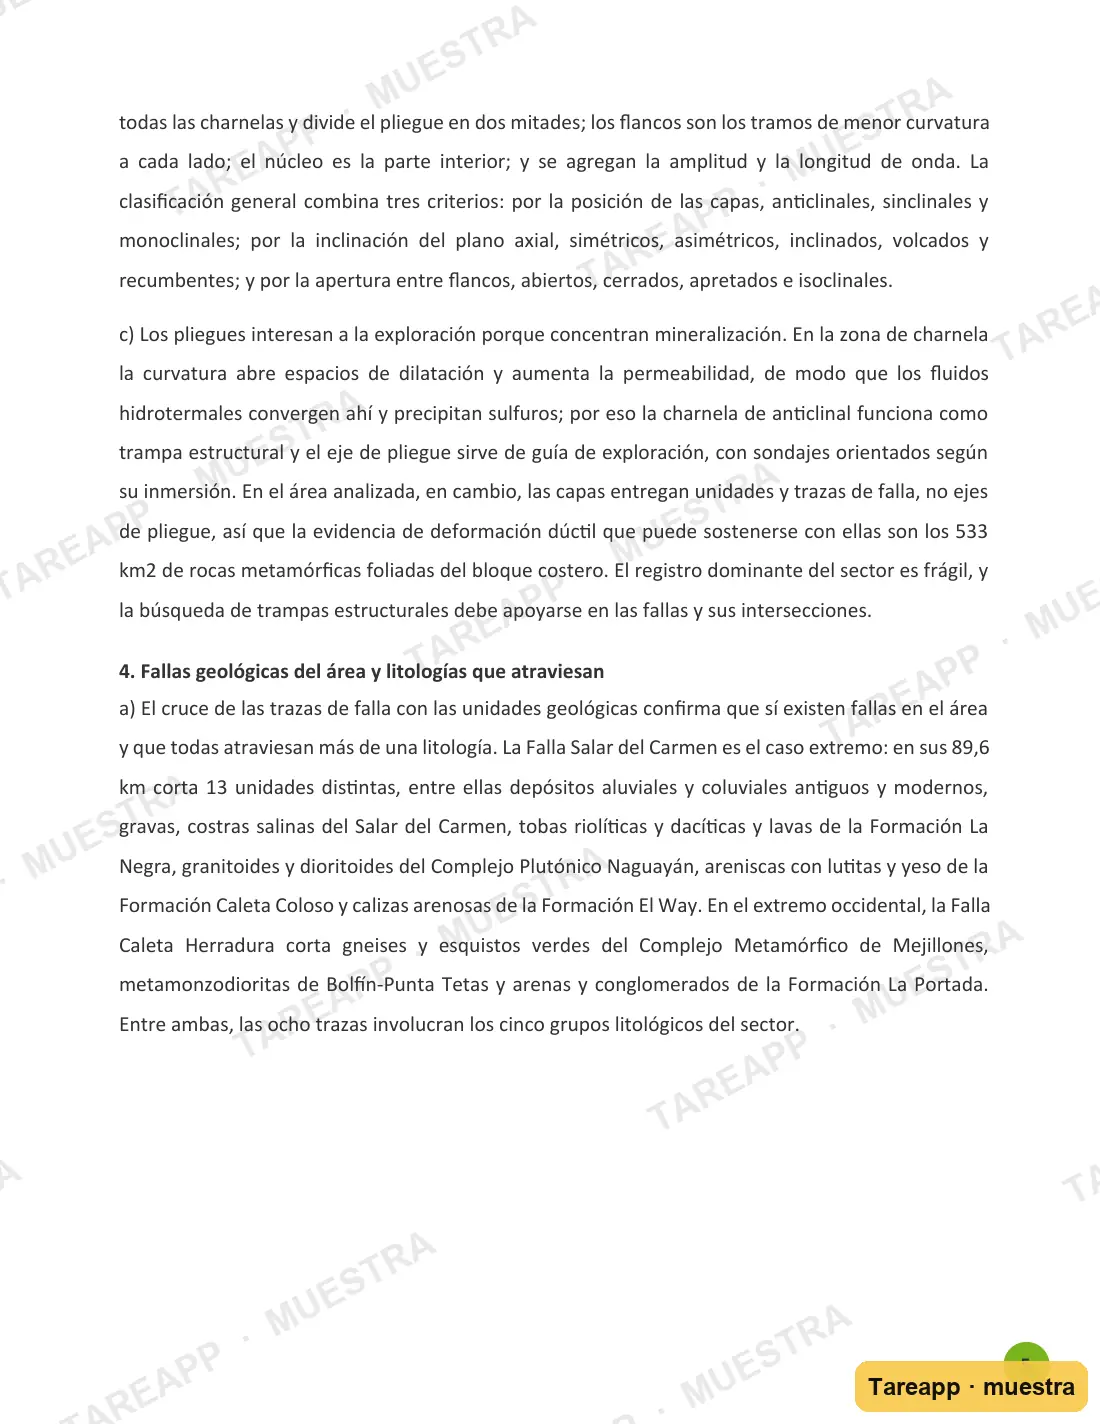 todas las charnelas y divide el pliegue en dos mitades; los flancos son los tramos de menor curvatura
a cada lado; el núcleo es la parte interior; y se agregan la amplitud y la longitud de onda. La
clasificación general combina tres criterios: por la posición de las capas, anticlinales, sinclinales y
monoclinales; por la inclinación del plano axial, simétricos, asimétricos, inclinados, volcados y
recumbentes; y por la apertura entre flancos, abiertos, cerrados, apretados e isoclinales.
c) Los pliegues interesan a la exploración porque concentran mineralización. En la zona de charnela
la curvatura abre espacios de dilatación y aumenta la permeabilidad, de modo que los fluidos
hidrotermales convergen ahí y precipitan sulfuros; por eso la charnela de anticlinal funciona como
trampa estructural y el eje de pliegue sirve de guía de exploración, con sondajes orientados según
su inmersión. En el área analizada, en cambio, las capas entregan unidades y trazas de falla, no ejes
de pliegue, así que la evidencia de deformación dúctil que puede sostenerse con ellas son los 533
km2 de rocas metamórficas foliadas del bloque costero. El registro dominante del sector es frágil, y
la búsqueda de trampas estructurales debe apoyarse en las fallas y sus intersecciones.
4. Fallas geológicas del área y litologías que atraviesan
a) El cruce de las trazas de falla con las unidades geológicas confirma que sí existen fallas en el área
y que todas atraviesan más de una litología. La Falla Salar del Carmen es el caso extremo: en sus 89,6
km corta 13 unidades distintas, entre ellas depósitos aluviales y coluviales antiguos y modernos,
gravas, costras salinas del Salar del Carmen, tobas riolíticas y dacíticas y lavas de la Formación La
Negra, granitoides y dioritoides del Complejo Plutónico Naguayán, areniscas con lutitas y yeso de la
Formación Caleta Coloso y calizas arenosas de la Formación El Way. En el extremo occidental, la Falla
Caleta Herradura corta gneises y esquistos verdes del Complejo Metamórfico de Mejillones,
metamonzodioritas de Bolfín-Punta Tetas y arenas y conglomerados de la Formación La Portada.
Entre ambas, las ocho trazas involucran los cinco grupos litológicos del sector.
Tareapp · muestra
TAREAPP · MUESTRA